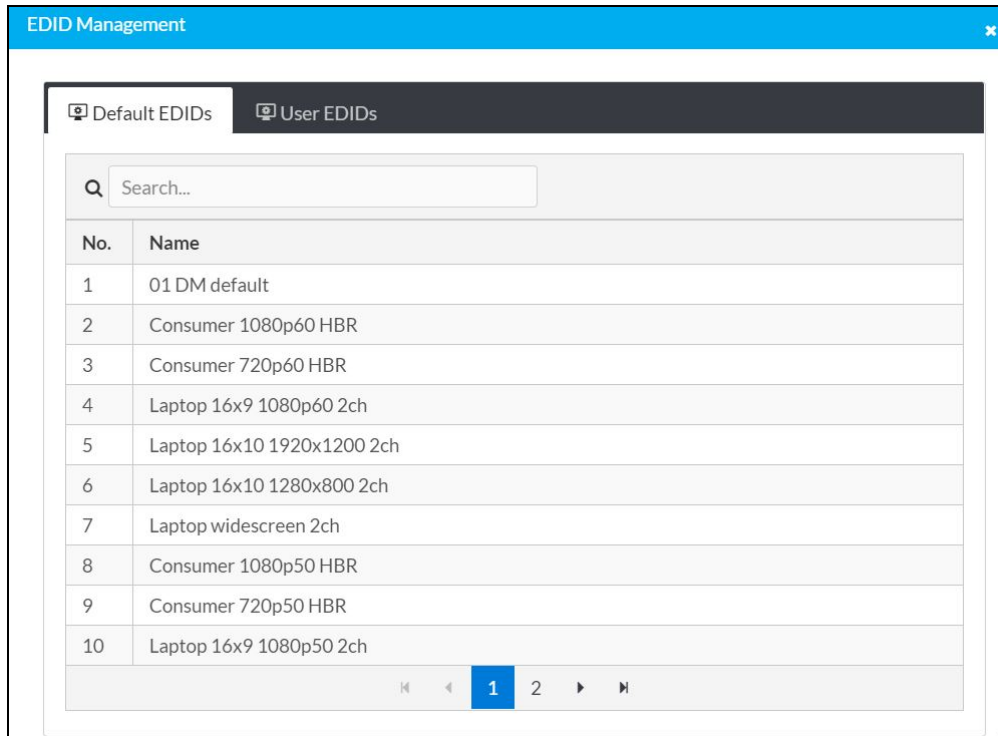 EDID Management
Default EDIDs User EDIDs
Search...
No. Name
1 01 DM default
2 Consumer 1080p60 HBR
3 Consumer 720p60 HBR
4 Laptop 16x9 1080p60 2ch
5 Laptop 16x10 1920x1200 2ch
6 Laptop 16x10 1280x800 2ch
7 Laptop widescreen 2ch
8 Consumer 1080p50 HBR
9 Consumer 720p50 HBR
10 Laptop 16x9 1080p50 2ch
1 2